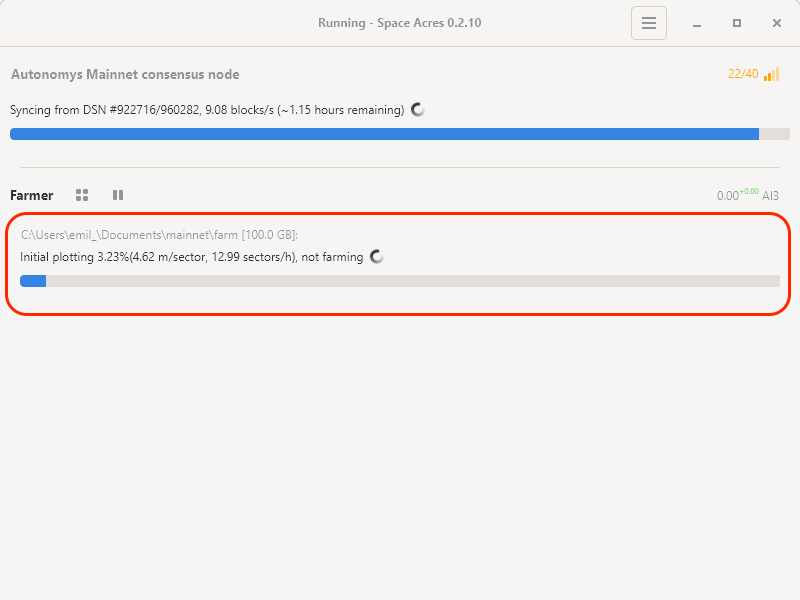 Running - Space Acres 0.2.10
Autonomys Mainnet consensus node 22/40
Syncing from DSN #922716/960282, 9.08 blocks/s (~1.15 hours remaining)
Farmer 0.00+0.00 AI3
C:\Users\emil_\Documents\mainnet\farm [100.0 GB]:
Initial plotting 3.23%(4.62 m/sector, 12.99 sectors/h), not farming